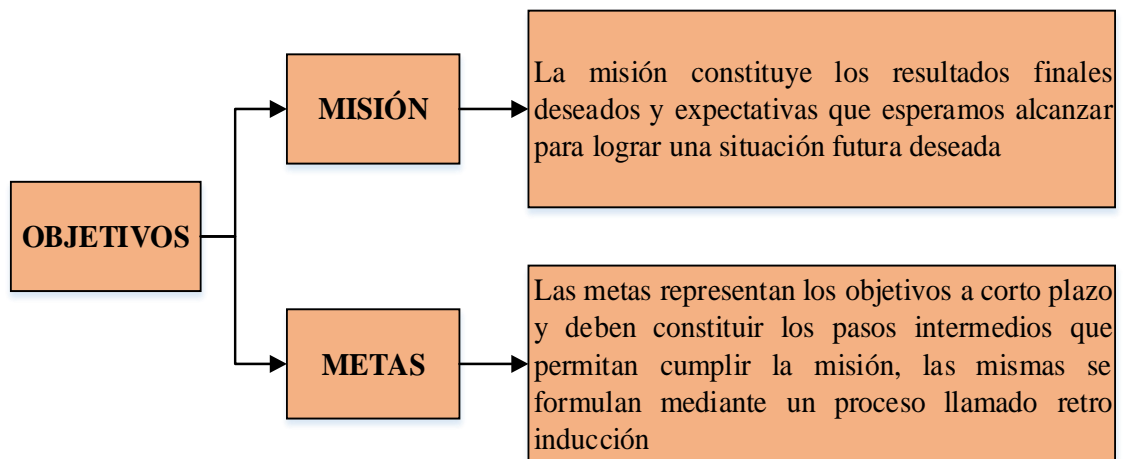 MISIÓN
La misión constituye los resultados finales
deseados y expectativas que esperamos alcanzar
para lograr una situación futura deseada
OBJETIVOS
METAS
Las metas representan los objetivos a corto plazo
y deben constituir los pasos intermedios que
permitan cumplir la misión, las mismas se
formulan mediante un proceso llamado retro
inducción